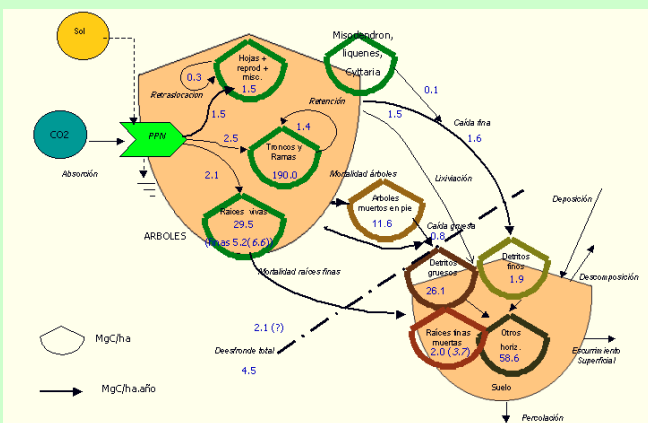 Sol
CO2
Absorción
PPN
Hojas +
reprod +
misc.
1.5
0.3
Retraslocacion
1.5
2.5
2.1
Retención
1.4
Troncos y
Ramas
190.0
Raíces vivas
29.5
(finas 5.2(6.6))
ARBOLES
Misodendron,
liquenes,
Cyttaria
0.1
Caída fina
1.6
1.5
Lixiviación
Mortalidad árboles
Arboles
muertos en pie
11.6
Caída gruesa
0.8
Mortalidad raíces finas
2.1 (?)
Deesfronde total
4.5
Deposición
Descomposición
Detritos
gruesos
26.1
Detritos
finos
1.9
Raíces finas
muertas
2.0 (3.7)
Otros
horiz.
58.6
Suelo
Escurrimiento
Superficial
Percolación
MgC/ha
MgC/ha.año